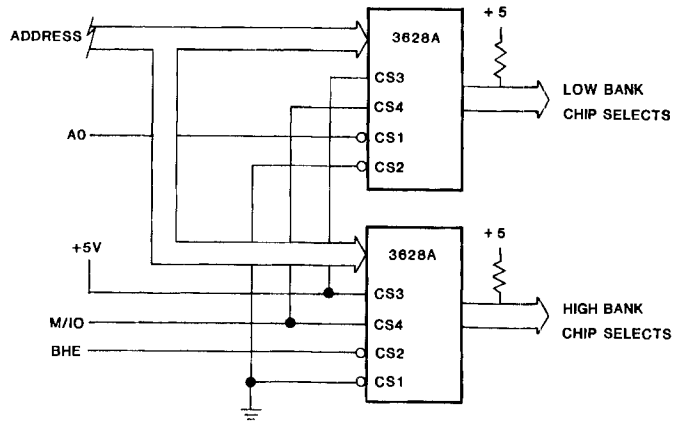 ADDRESS
3628A
+5
CS3
CS4
LOW BANK
CHIP SELECTS
A0
CS1
CS2
+5V
3628A
+5
CS3
M/IO
CS4
HIGH BANK
CHIP SELECTS
BHE
CS2
CS1